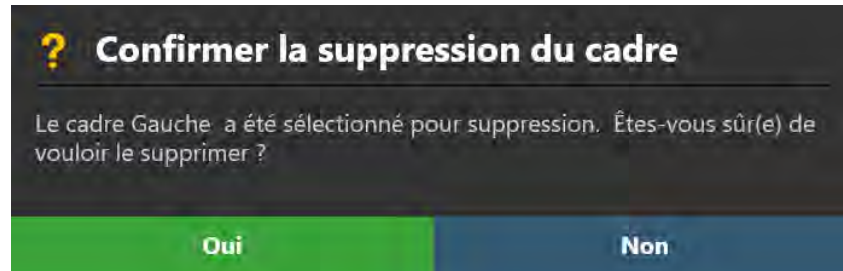 ? Confirmer la suppression du cadre
Le cadre Gauche  a été sélectionné pour suppression.  Êtes-vous sûr(e) de
vouloir le supprimer ?
Oui
Non